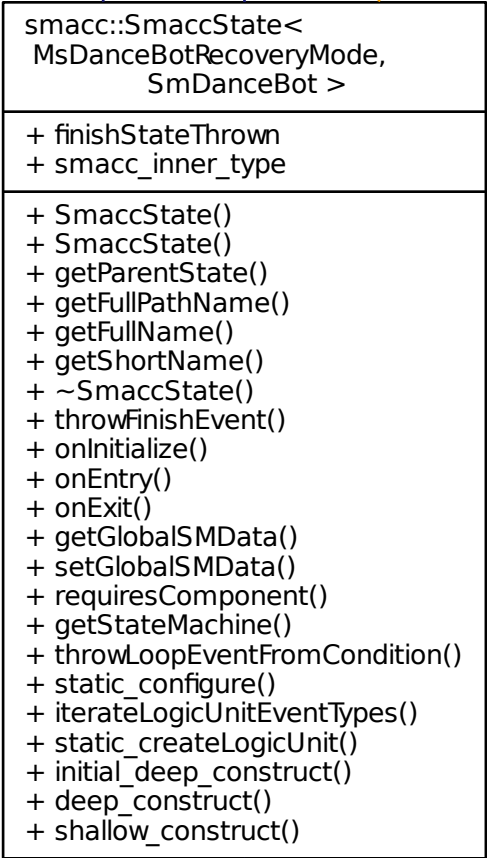 smacc::SmaccState<
MsDanceBotRecoveryMode,
SmDanceBot >
+ finishStateThrown
+ smacc_inner_type
+ SmaccState()
+ SmaccState()
+ getParentState()
+ getFullPathName()
+ getFullName()
+ getShortName()
+ ~SmaccState()
+ throwFinishEvent()
+ onInitialize()
+ onEntry()
+ onExit()
+ getGlobalSMData()
+ setGlobalSMData()
+ requiresComponent()
+ getStateMachine()
+ throwLoopEventFromCondition()
+ static_configure()
+ iterateLogicUnitEventTypes()
+ static_createLogicUnit()
+ initial_deep_construct()
+ deep_construct()
+ shallow_construct()